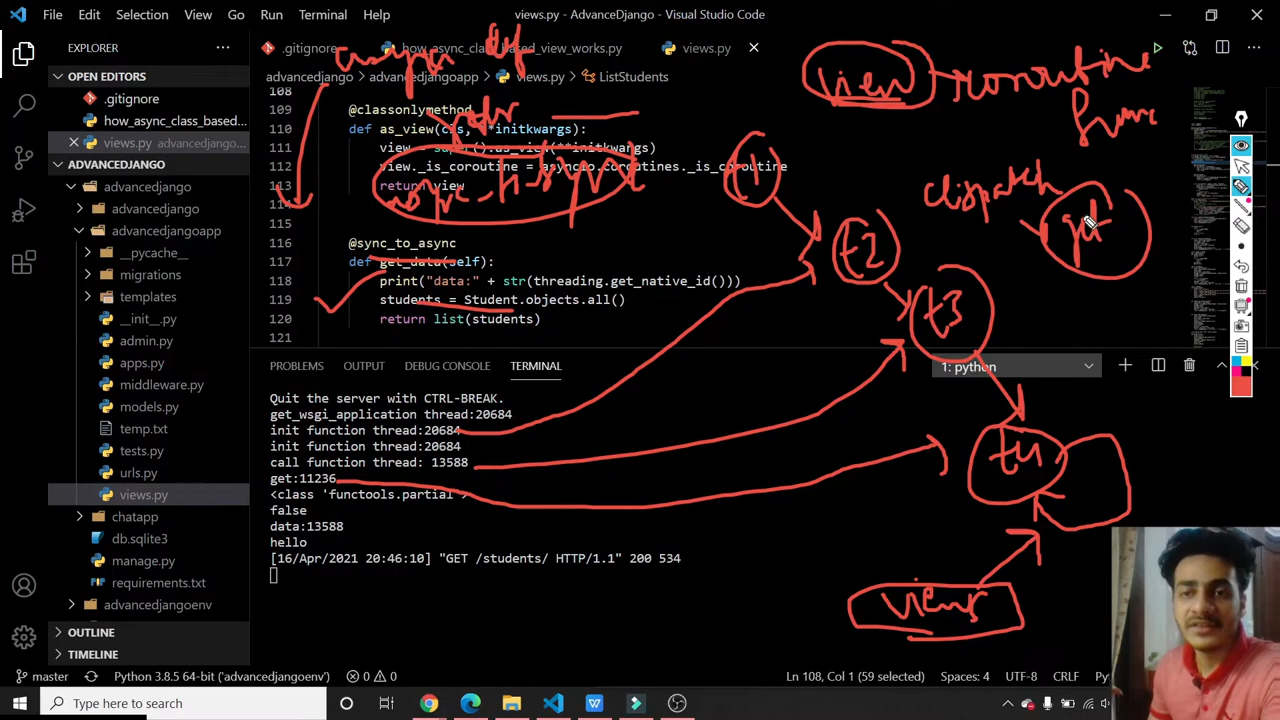 File Edit Selection View Go Run Terminal Help
views.py - AdvanceDjango - Visual Studio Code
EXPLORER
OPEN EDITORS
.gitignore
how_async_class_based...
views.py advancedjango/...
ADVANCEDJANGO
advancedjango
advancedjango
advancedjangoapp
__pycache__
migrations
templates
__init__.py
admin.py
apps.py
middleware.py
models.py
temp.txt
tests.py
urls.py
views.py
chatapp
db.sqlite3
manage.py
requirements.txt
advancedjangoenv
OUTLINE
TIMELINE
.gitignore how_async_class_based_view_works.py views.py
advancedjango > advancedjangoapp > views.py > ListStudents
108
109 @classonlymethod
110 def as_view(cls, **initkwargs):
111 view = super().as_view(**initkwargs)
112 view._is_coroutine = asyncio.coroutines._is_coroutine
113 return view
114
115
116 @sync_to_async
117 def get_data(self):
118 print("data:" + str(threading.get_native_id()))
119 students = Student.objects.all()
120 return list(students)
121
async def
view
coroutine
func
dispatch
get
t1
t2
t3
t4
views
PROBLEMS OUTPUT DEBUG CONSOLE TERMINAL
1: python
Quit the server with CTRL-BREAK.
get_wsgi_application thread:20684
init function thread:20684
init function thread:20684
call function thread: 13588
get:11236
<class 'functools.partial'>
false
data:13588
hello
[16/Apr/2021 20:46:10] "GET /students/ HTTP/1.1" 200 534
master Python 3.8.5 64-bit ('advancedjangoenv') 0 0
Ln 108, Col 1 (59 selected) Spaces: 4 UTF-8 CRLF Python
Type here to search